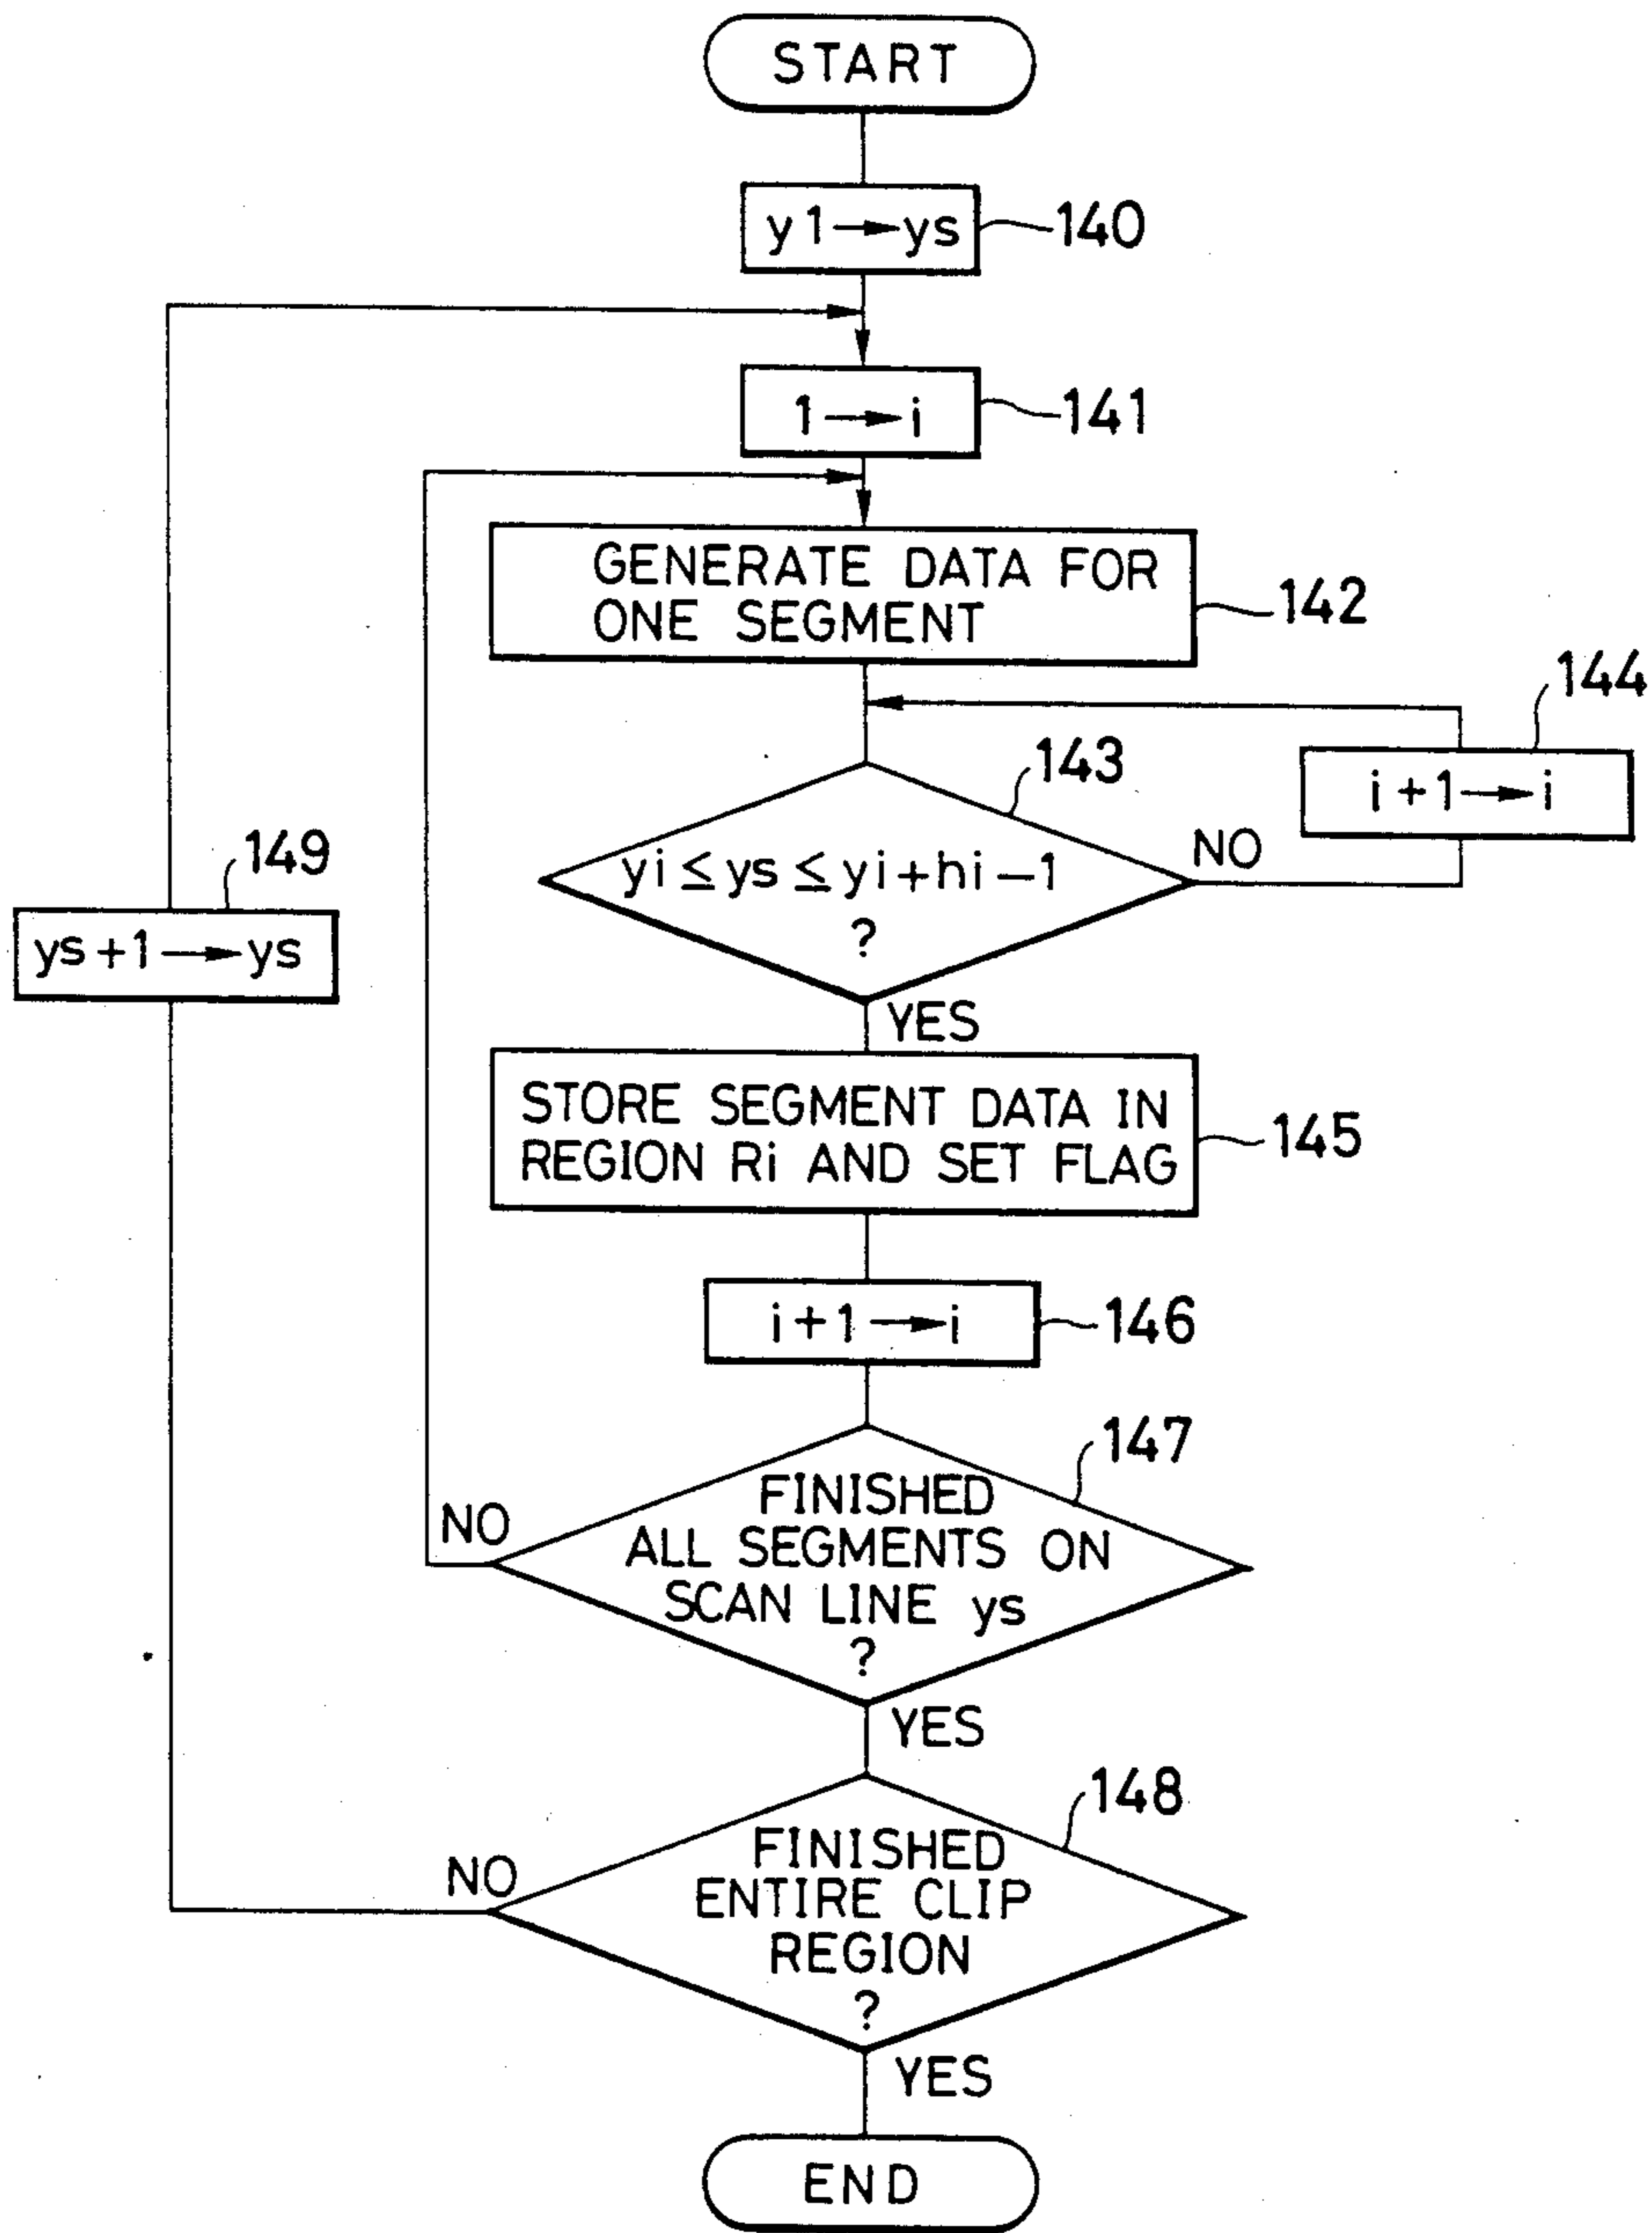 START
y1→ys
140
1→i
141
GENERATE DATA FOR
ONE SEGMENT
142
144
i+1→i
143
yi≤ys≤yi+hi−1
?
NO
149
ys+1→ys
YES
STORE SEGMENT DATA IN
REGION Ri AND SET FLAG
145
i+1→i
146
147
FINISHED
ALL SEGMENTS ON
SCAN LINE ys
?
NO
YES
148
FINISHED
ENTIRE CLIP
REGION
?
NO
YES
END